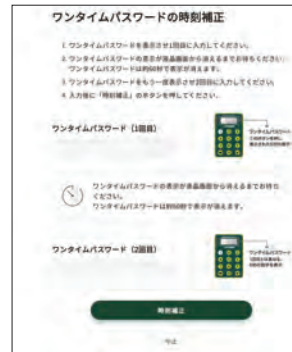 ワンタイムパスワードの時刻補正
1. ワンタイムパスワードを表示させ1回目に入力してください。
2. ワンタイムパスワードの表示が液晶画面から消えるまでお待ちください。
ワンタイムパスワードは約60秒で表示が消えます。
3. ワンタイムパスワードをもう一度表示させ2回目に入力してください。
4. 入力後に「時刻補正」のボタンを押してください。
ワンタイムパスワード（1回目）
ワンタイムパスワードの表示が液晶画面から消えるまでお待ち
ください。
ワンタイムパスワードは約60秒で表示が消えます。
ワンタイムパスワード（2回目）
時刻補正
中止